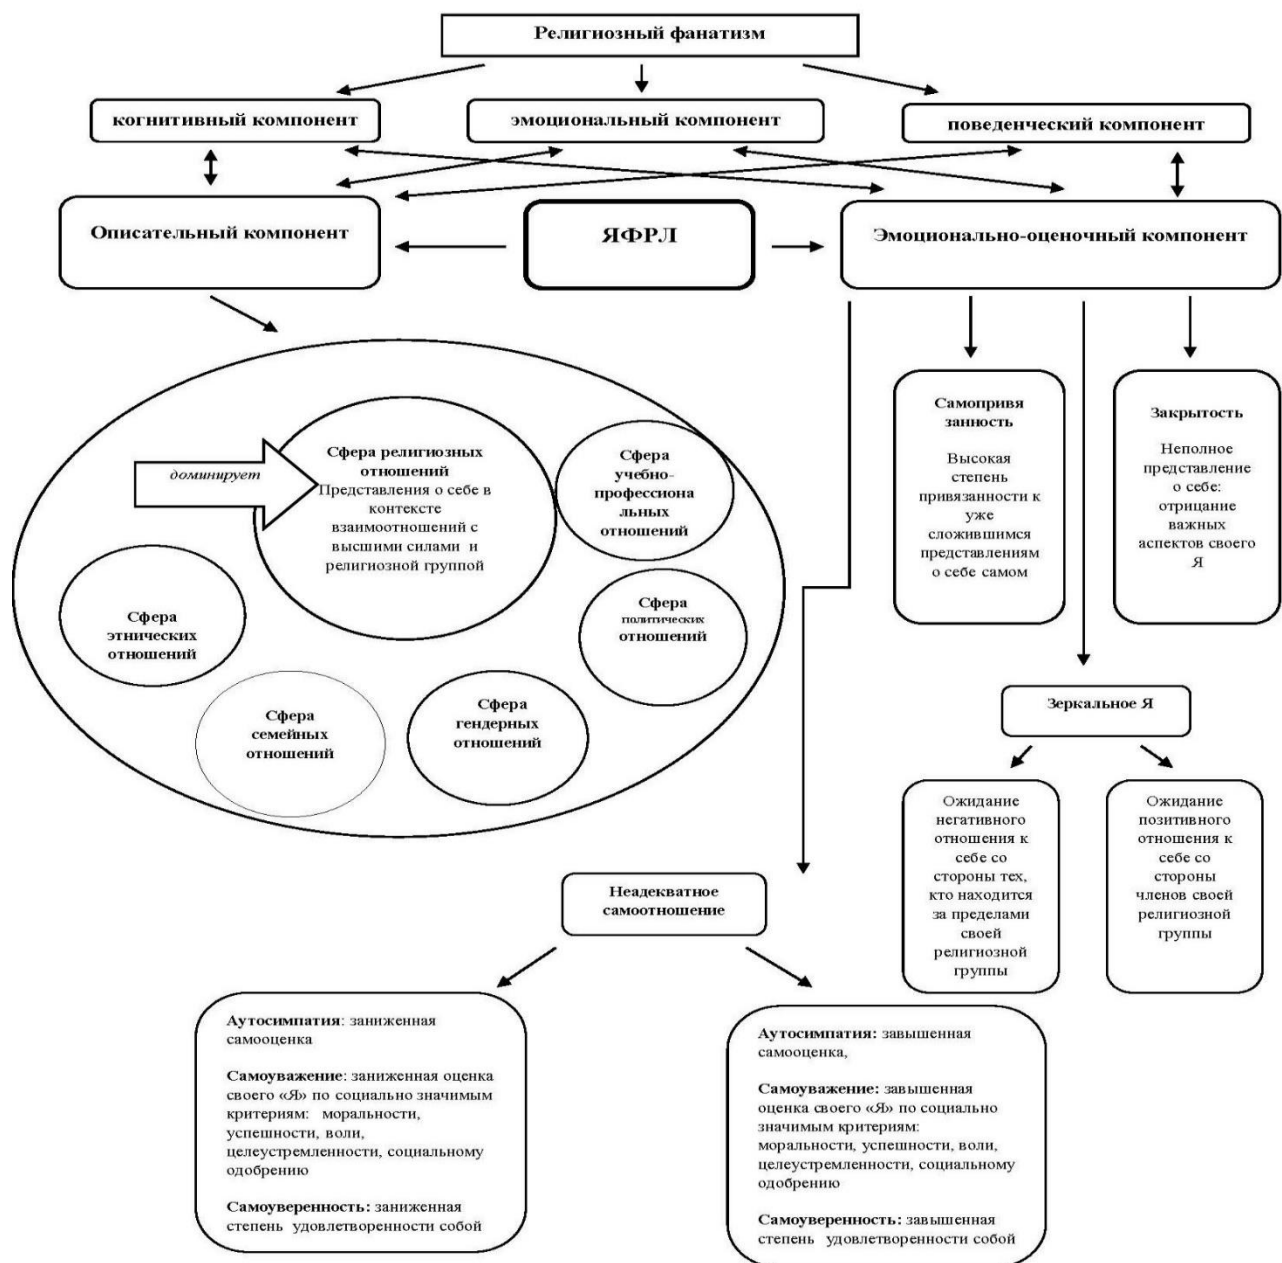 Религиозный фанатизм
когнитивный компонент
эмоциональный компонент
поведенческий компонент
Описательный компонент
ЯФРЛ
Эмоционально-оценочный компонент
доминирует
Сфера религиозных
отношений
Представления о себе в
контексте
взаимоотношений с
высшими силами и
религиозной группой
Сфера
учебно-
профессиона
льных
отношений
Сфера
этнических
отношений
Сфера
политических
отношений
Сфера
семейных
отношений
Сфера
гендерных
отношений
Самопривя
занность
Высокая
степень
привязанности к
уже
сложившимся
представлениям
о себе самом
Закрытость
Неполное
представление
о себе:
отрицание
важных
аспектов своего
Я
Зеркальное Я
Ожидание
негативного
отношения к
себе со
стороны тех,
кто находится
за пределами
своей
религиозной
группы
Ожидание
позитивного
отношения к
себе со
стороны
членов своей
религиозной
группы
Неадекватное
самоотношение
Аутосимпатия: заниженная
самооценка
Самоуважение: заниженная оценка
своего «Я» по социально значимым
критериям: моральности,
успешности, воли,
целеустремленности, социальному
одобрению
Самоуверенность: заниженная
степень удовлетворенности собой
Аутосимпатия: завышенная
самооценка,
Самоуважение: завышенная
оценка своего «Я» по социально
значимым критериям:
моральности, успешности, воли,
целеустремленности, социальному
одобрению
Самоуверенность: завышенная
степень удовлетворенности собой